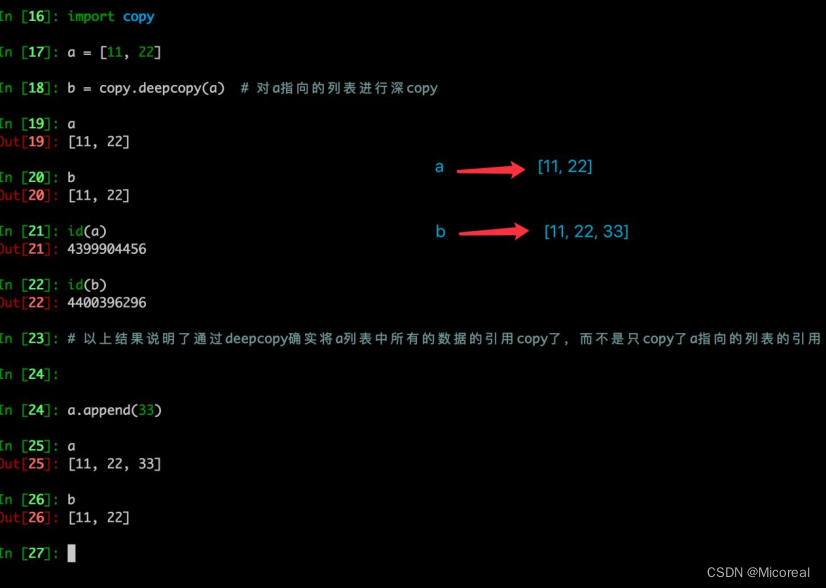 In [16]: import copy
In [17]: a = [11, 22]
In [18]: b = copy.deepcopy(a)  # 对a指向的列表进行深copy
In [19]: a
Out[19]: [11, 22]
a [11, 22]
In [20]: b
Out[20]: [11, 22]
b [11, 22, 33]
In [21]: id(a)
Out[21]: 4399904456
In [22]: id(b)
Out[22]: 4400396296
In [23]: # 以上结果说明了通过deepcopy确实将a列表中所有的数据的引用copy了，而不是只copy了a指向的列表的引用
In [24]:
In [24]: a.append(33)
In [25]: a
Out[25]: [11, 22, 33]
In [26]: b
Out[26]: [11, 22]
In [27]:
CSDN @Micoreal